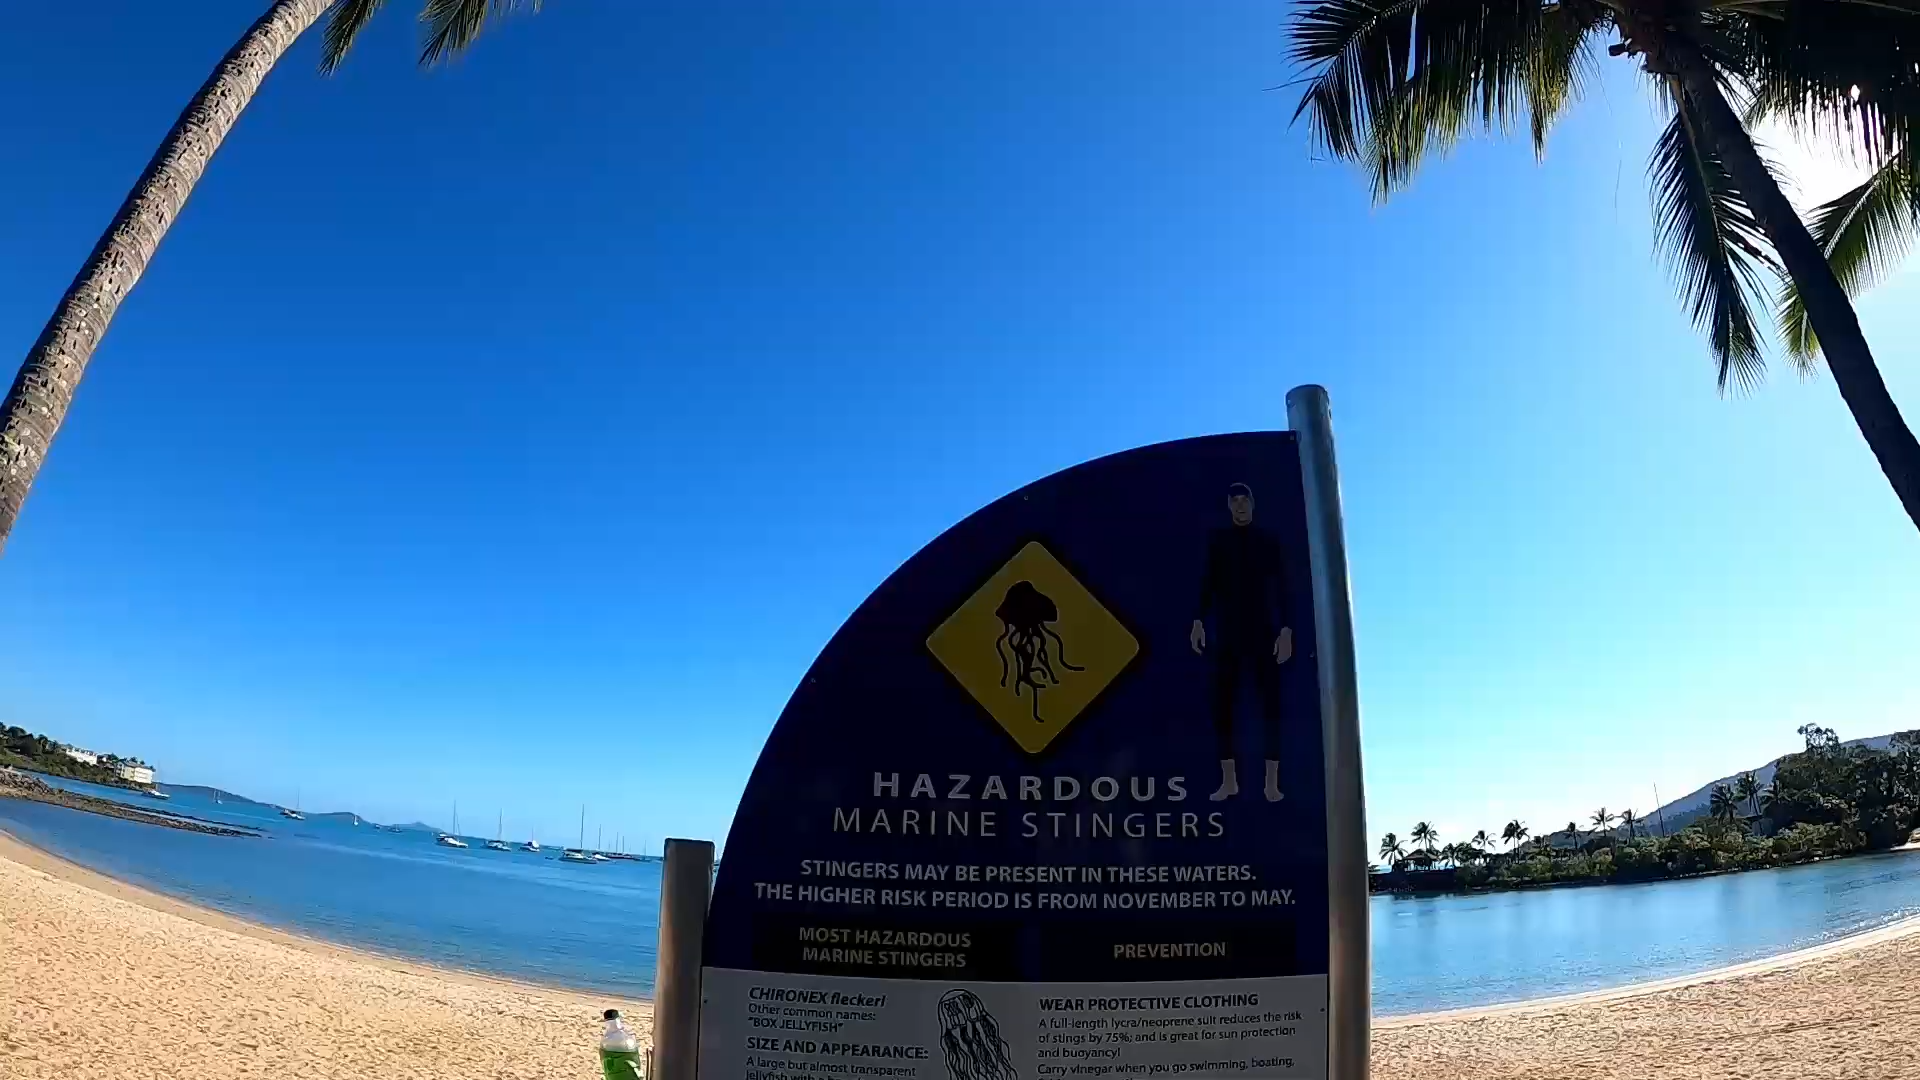 HAZARDOUS
MARINE STINGERS
STINGERS MAY BE PRESENT IN THESE WATERS.
THE HIGHER RISK PERIOD IS FROM NOVEMBER TO MAY.
MOST HAZARDOUS
MARINE STINGERS
CHIRONEX fleckeri
Other common names:
"BOX JELLYFISH"
SIZE AND APPEARANCE:
A large but almost transparent
jellyfish with a
PREVENTION
WEAR PROTECTIVE CLOTHING
A full-length lycra/neoprene suit reduces the risk
of stings by 75%; and is great for sun protection
and buoyancy!
Carry vinegar when you go swimming, boating,